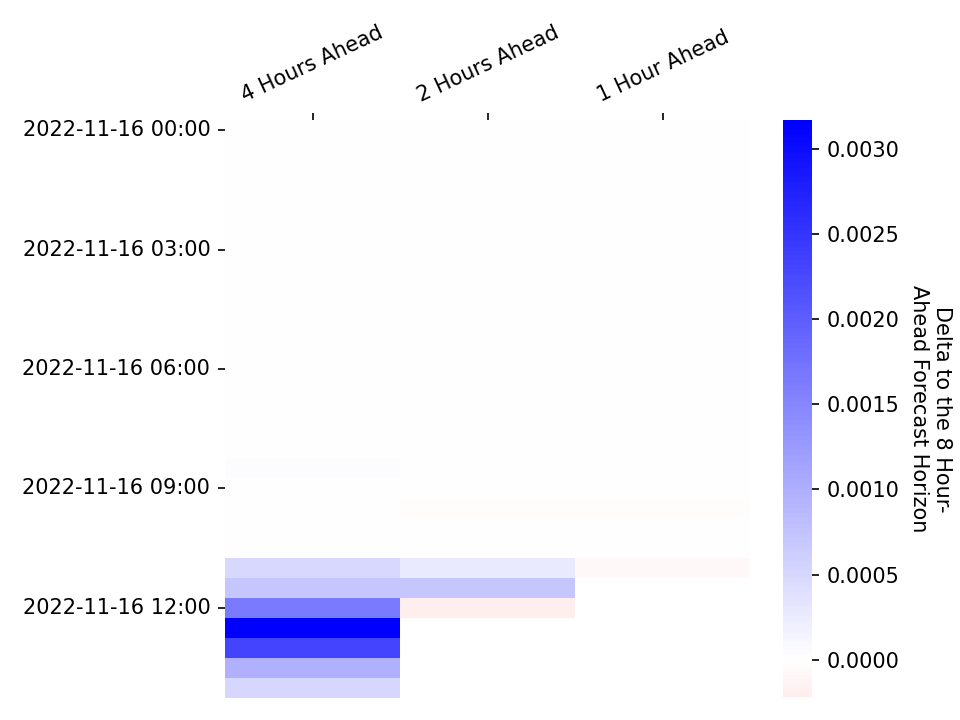 4 Hours Ahead
2 Hours Ahead
1 Hour Ahead
2022-11-16 00:00
2022-11-16 03:00
2022-11-16 06:00
2022-11-16 09:00
2022-11-16 12:00
0.0030
0.0025
0.0020
0.0015
0.0010
0.0005
0.0000
Delta to the 8 Hour-
Ahead Forecast Horizon